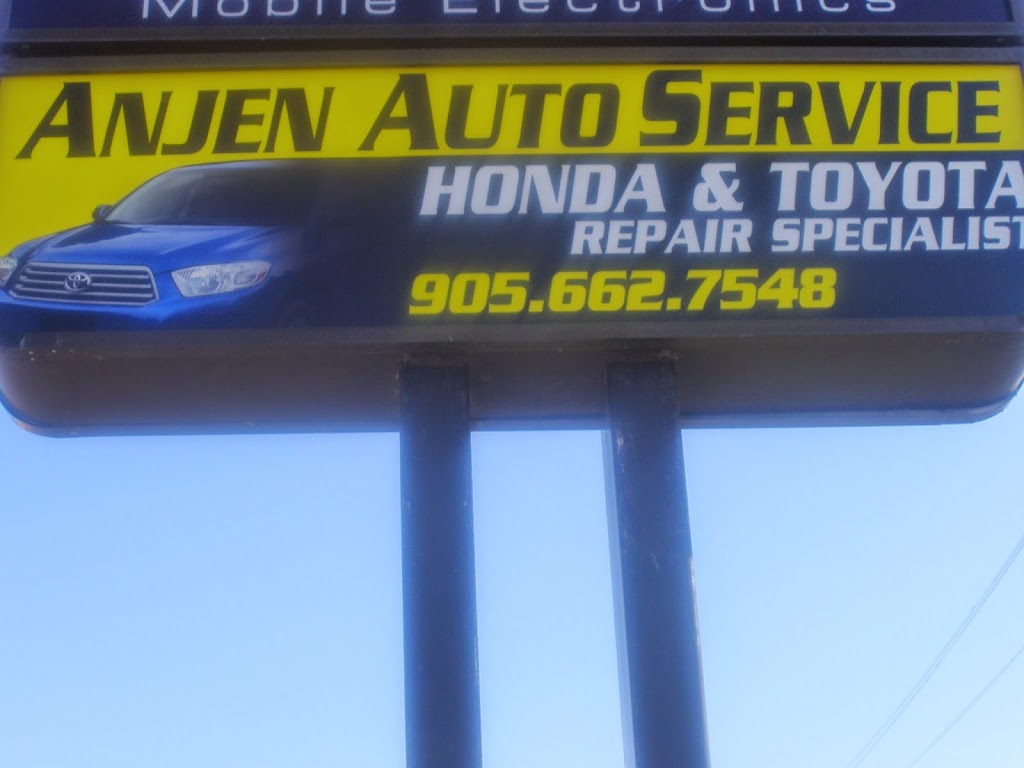 Mobile Electronics
ANJEN AUTO SERVICE
HONDA & TOYOTA
REPAIR SPECIALIST
905.662.7548